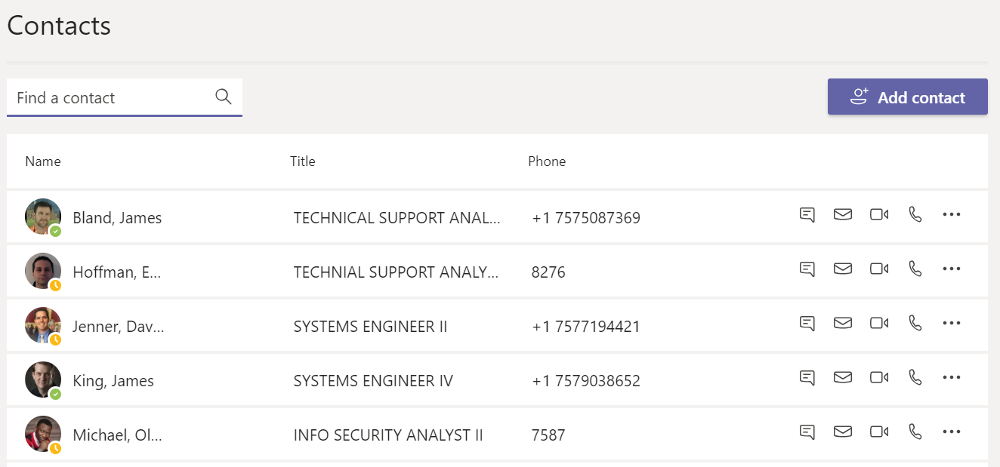 Contacts
Find a contact
Add contact
Name Title Phone
Bland, James TECHNICAL SUPPORT ANAL... +1 7575087369
Hoffman, E... TECHNIAL SUPPORT ANALY... 8276
Jenner, Dav... SYSTEMS ENGINEER II +1 7577194421
King, James SYSTEMS ENGINEER IV +1 7579038652
Michael, Ol... INFO SECURITY ANALYST II 7587